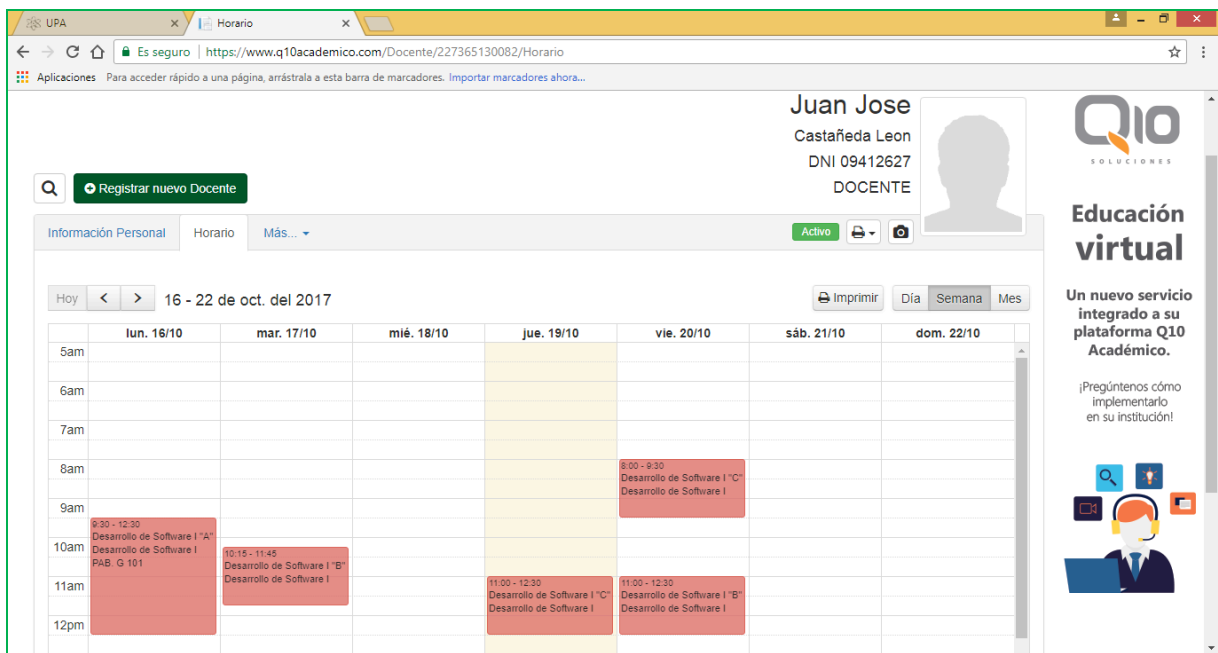 UPA
Horario
Es seguro | https://www.q10academico.com/Docente/227365130082/Horario
Aplicaciones Para acceder rápido a una página, arrástrala a esta barra de marcadores. Importar marcadores ahora...
Juan Jose
Castañeda Leon
DNI 09412627
DOCENTE
Registrar nuevo Docente
Información Personal Horario Más... Activo
Hoy < > 16 - 22 de oct. del 2017 Imprimir Día Semana Mes
lun. 16/10 mar. 17/10 mié. 18/10 jue. 19/10 vie. 20/10 sáb. 21/10 dom. 22/10
5am
6am
7am
8am
9am
10am
11am
12pm
9:30 - 12:30
Desarrollo de Software I "A"
Desarrollo de Software I
PAB. G 101
10:15 - 11:45
Desarrollo de Software I "B"
Desarrollo de Software I
11:00 - 12:30
Desarrollo de Software I "C"
Desarrollo de Software I
8:00 - 9:30
Desarrollo de Software I "C"
Desarrollo de Software I
11:00 - 12:30
Desarrollo de Software I "B"
Desarrollo de Software I
Q10
SOLUCIONES
Educación
virtual
Un nuevo servicio
integrado a su
plataforma Q10
Académico.
¡Pregúntenos cómo
implementarlo
en su institución!